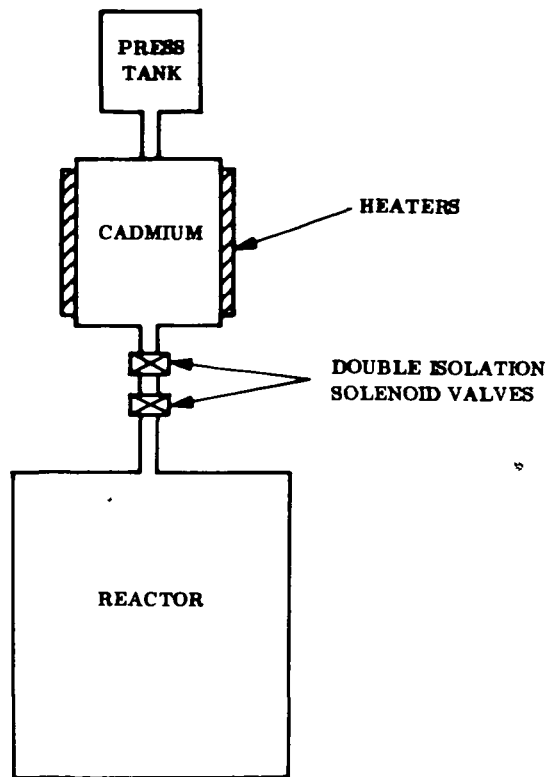 PRESS
TANK
CADMIUM
HEATERS
DOUBLE ISOLATION
SOLENOID VALVES
REACTOR